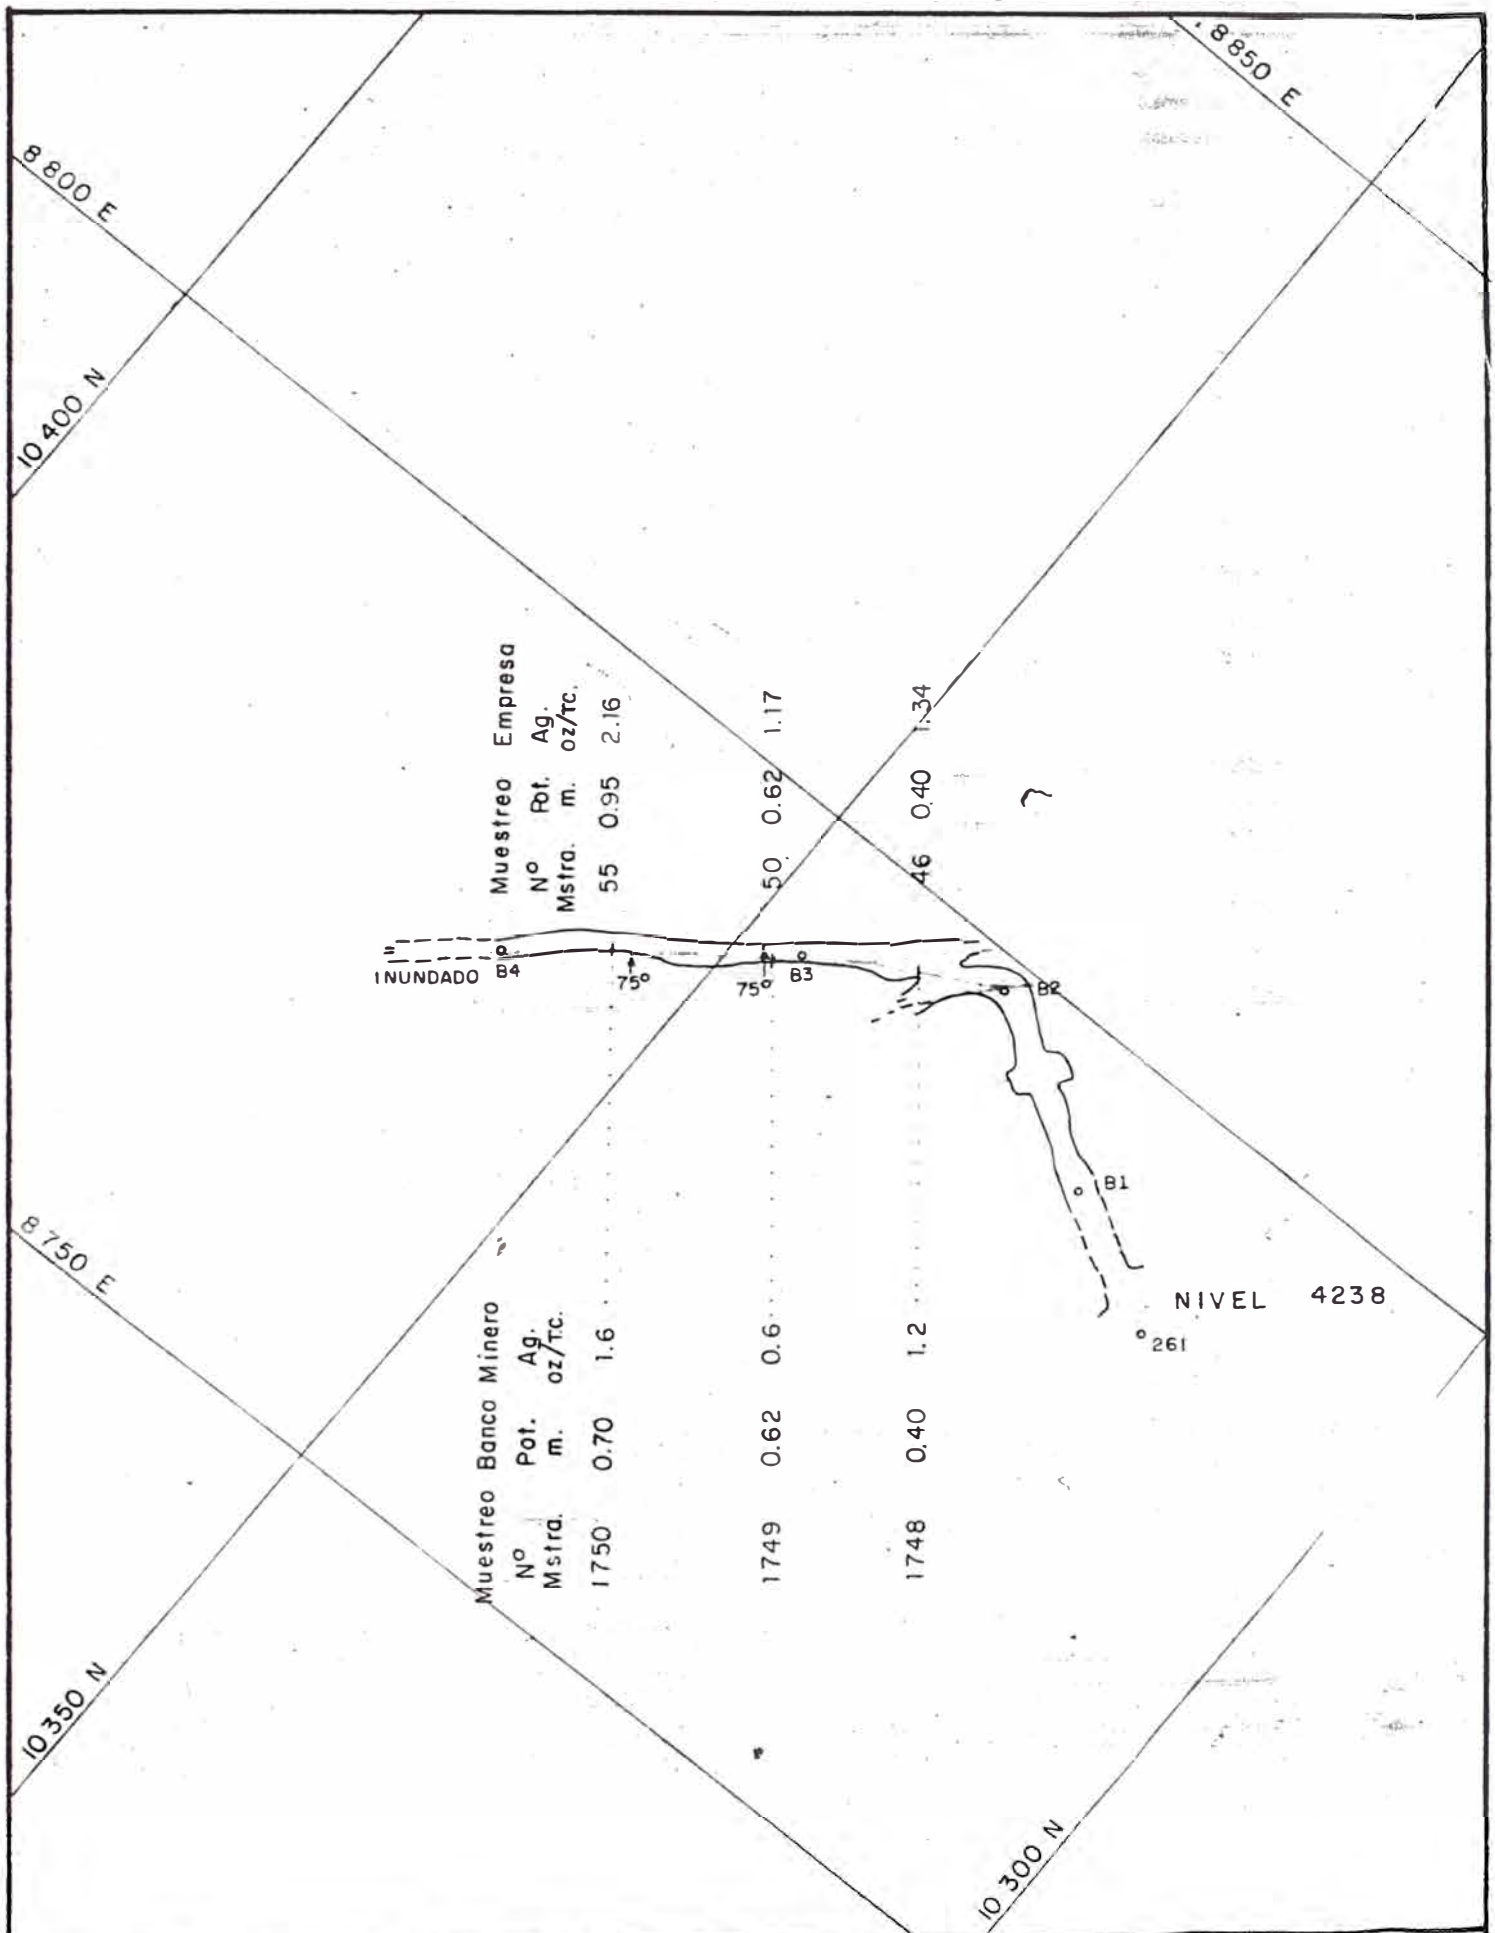 8 850 E
8 800 E
10 400 N
Muestreo Empresa
Nº Pot. Ag.
Mstra. m. oz/TC.
55 0.95 2.16
50. 0.62 1.17
46 0.40 1.34
INUNDADO
B4
75º
75º
B3
B2
B1
8 750 E
NIVEL 4238
261
Muestreo Banco Minero
Nº Pot. Ag.
Mstra. m. oz/T.C.
1750 0.70 1.6
1749 0.62 0.6
1748 0.40 1.2
10 350 N
10 300 N